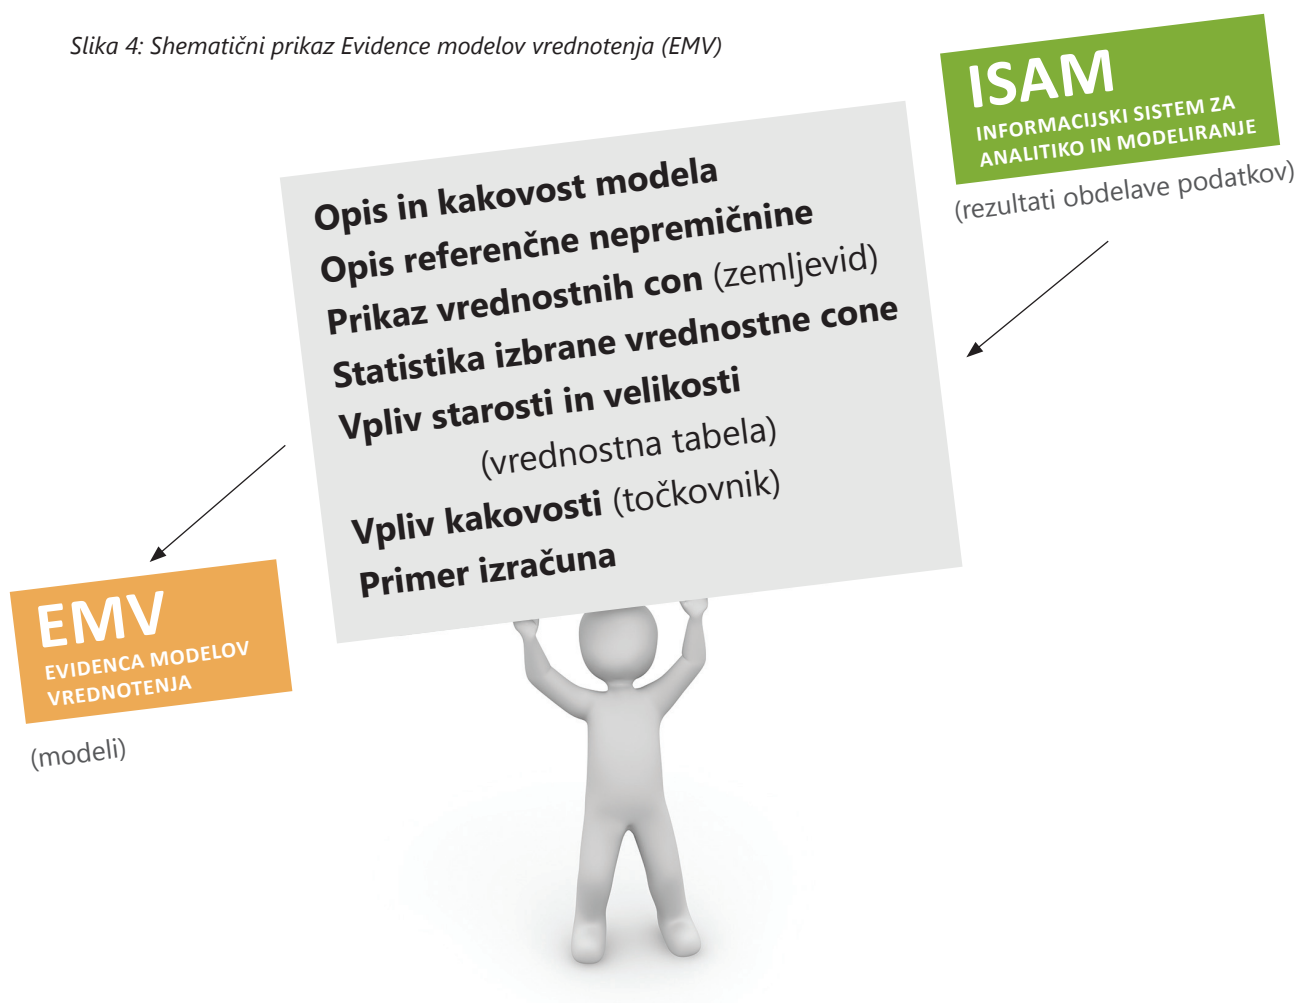 Slika 4: Shematični prikaz Evidence modelov vrednotenja (EMV)
ISAM
INFORMACIJSKI SISTEM ZA
ANALITIKO IN MODELIRANJE
(rezultati obdelave podatkov)
Opis in kakovost modela
Opis referenčne nepremičnine
Prikaz vrednostnih con (zemljevid)
Statistika izbrane vrednostne cone
Vpliv starosti in velikosti
(vrednostna tabela)
Vpliv kakovosti (točkovnik)
Primer izračuna
EMV
EVIDENCA MODELOV
VREDNOTENJA
(modeli)